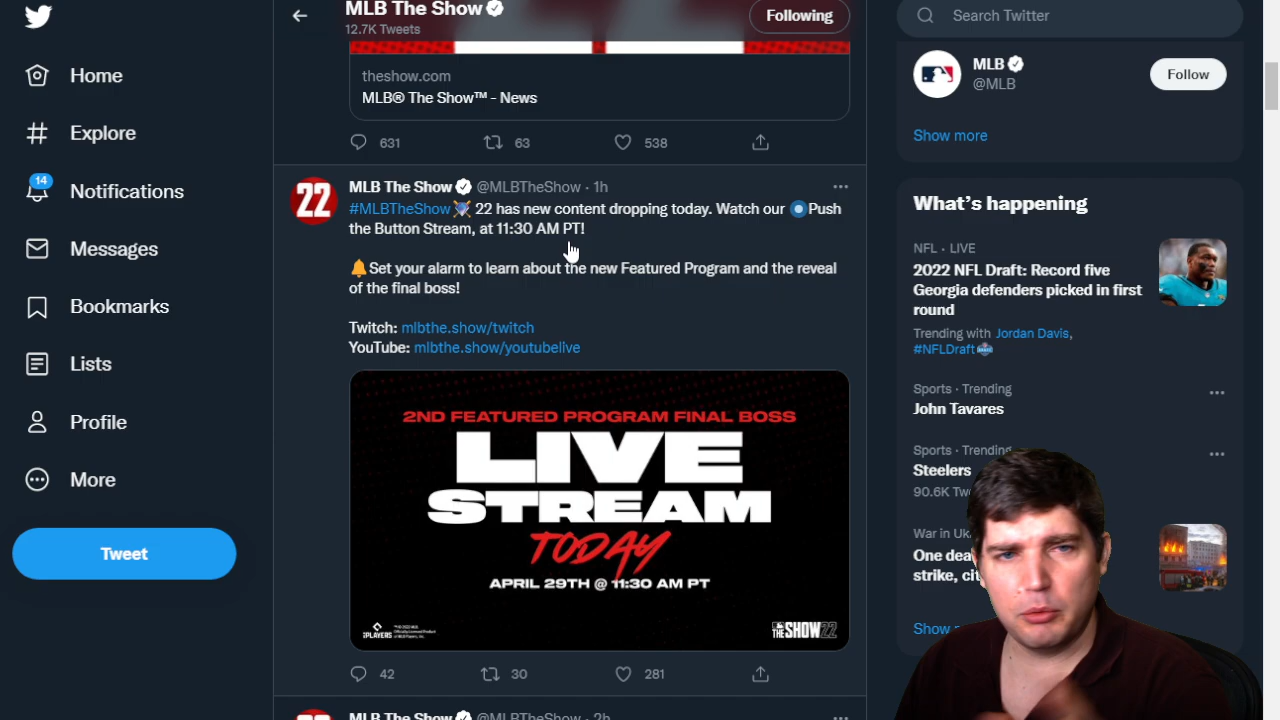 MLB The Show
12.7K Tweets
Following
theshow.com
MLB® The Show™ - News
631
63
538
22
MLB The Show @MLBTheShow · 1h
#MLBTheShow 22 has new content dropping today. Watch our Push
the Button Stream, at 11:30 AM PT!
Set your alarm to learn about the new Featured Program and the reveal
of the final boss!
Twitch: mlbthe.show/twitch
YouTube: mlbthe.show/youtubelive
2ND FEATURED PROGRAM FINAL BOSS
LIVE
STREAM
TODAY
APRIL 29TH @ 11:30 AM PT
PLAYERS
THE SHOW 22
42
30
281
MLB The Show @MLBTheShow · 2h
14
Home
Explore
Notifications
Messages
Bookmarks
Lists
Profile
More
Tweet
Search Twitter
MLB
@MLB
Follow
Show more
What's happening
NFL · LIVE
2022 NFL Draft: Record five
Georgia defenders picked in first
round
Trending with Jordan Davis,
#NFLDraft
Sports · Trending
John Tavares
Sports · Trending
Steelers
90.6K
War in
One
strike,
Show